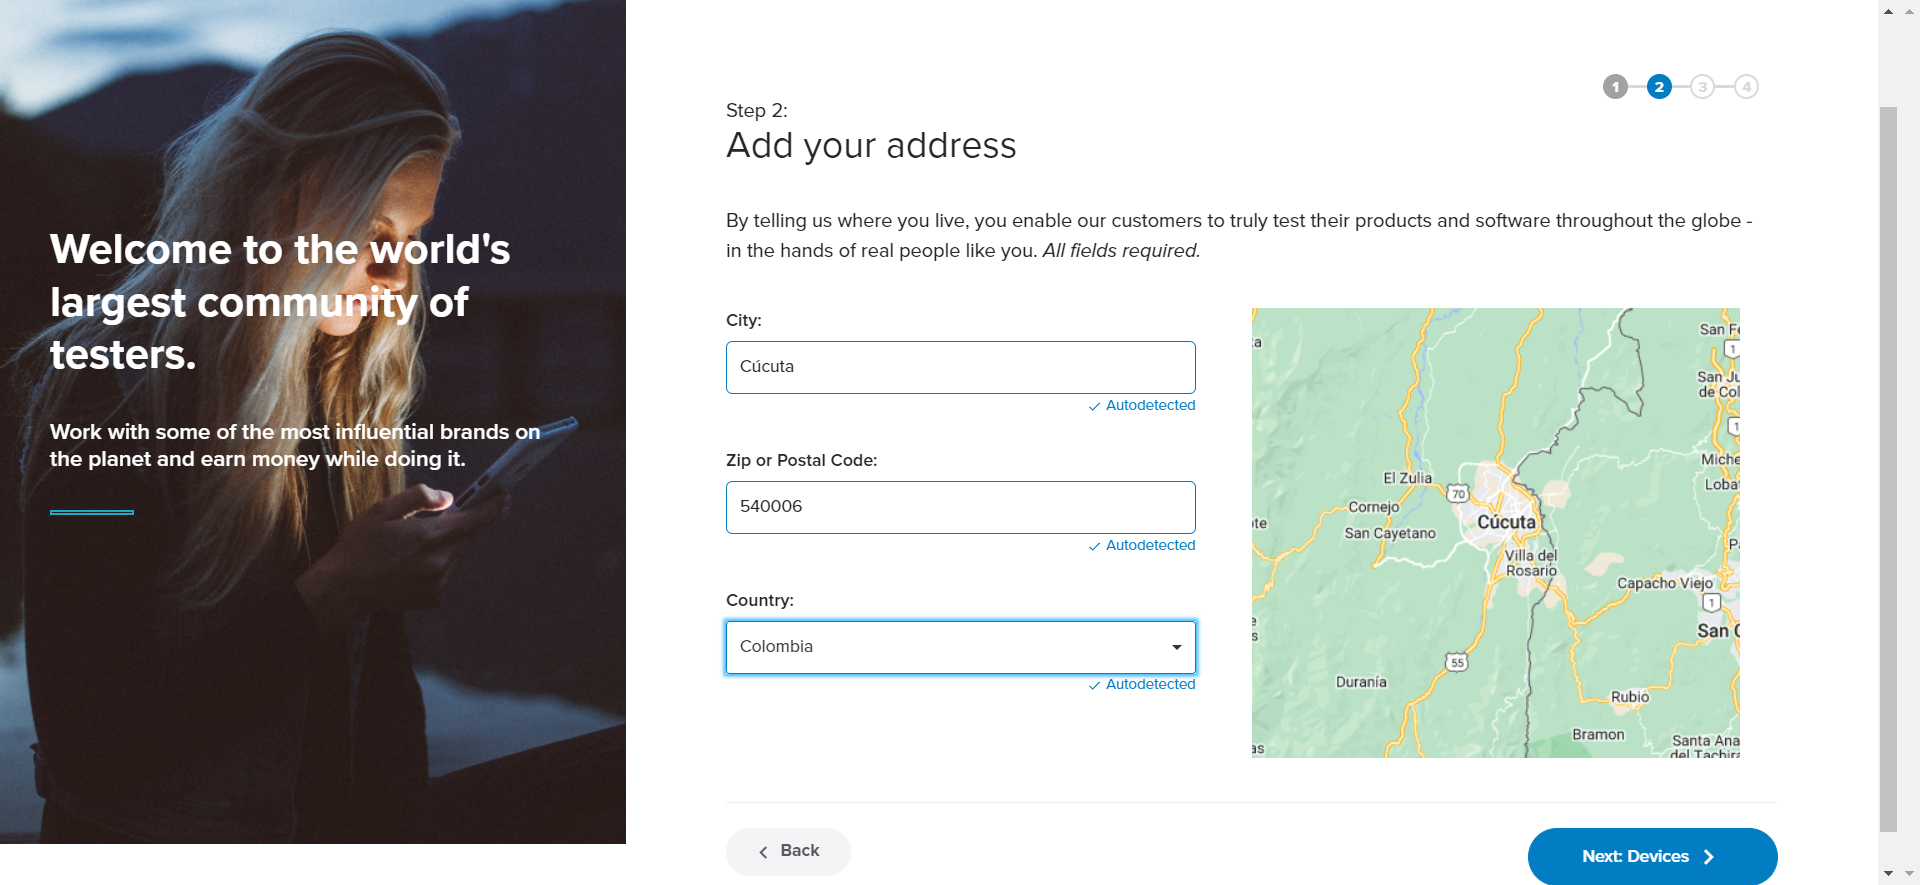 Welcome to the world's
largest community of
testers.
Work with some of the most influential brands on
the planet and earn money while doing it.
1 2 3 4
Step 2:
Add your address
By telling us where you live, you enable our customers to truly test their products and software throughout the globe -
in the hands of real people like you. All fields required.
City:
Cúcuta
Autodetected
Zip or Postal Code:
540006
Autodetected
Country:
Colombia
Autodetected
San Fe
1
San Ju
de Col
1
Miche
Loba
El Zulia
70
Cornejo
Cúcuta
San Cayetano
Villa del
Rosario
Capacho Viejo
1
San C
55
Duranía
Rubio
Bramon
Santa Ana
del Tachira
Back
Next: Devices